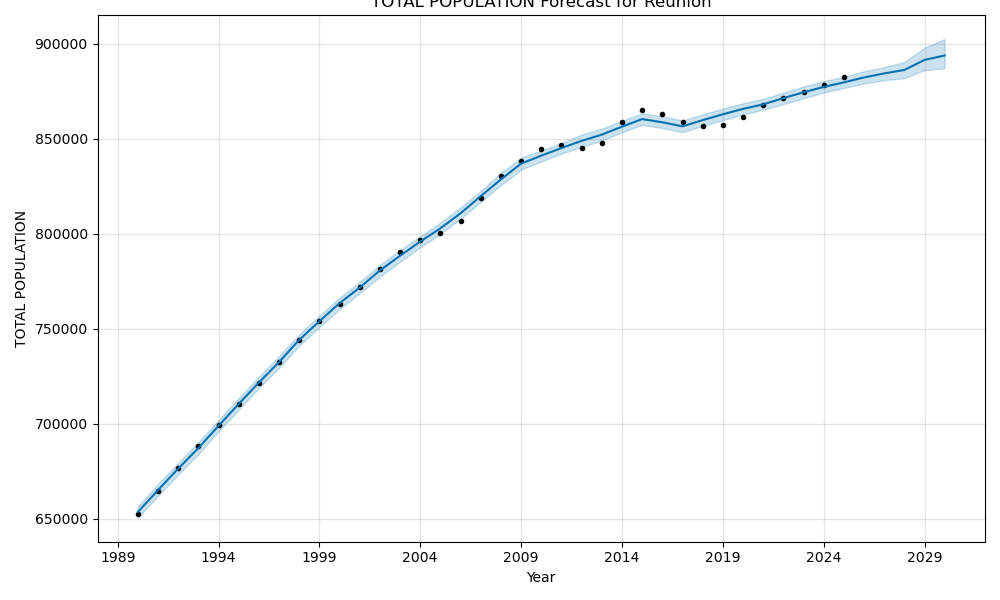 TOTAL POPULATION Forecast for Reunion
TOTAL POPULATION
900000
850000
800000
750000
700000
650000
1989 1994 1999 2004 2009 2014 2019 2024 2029
Year